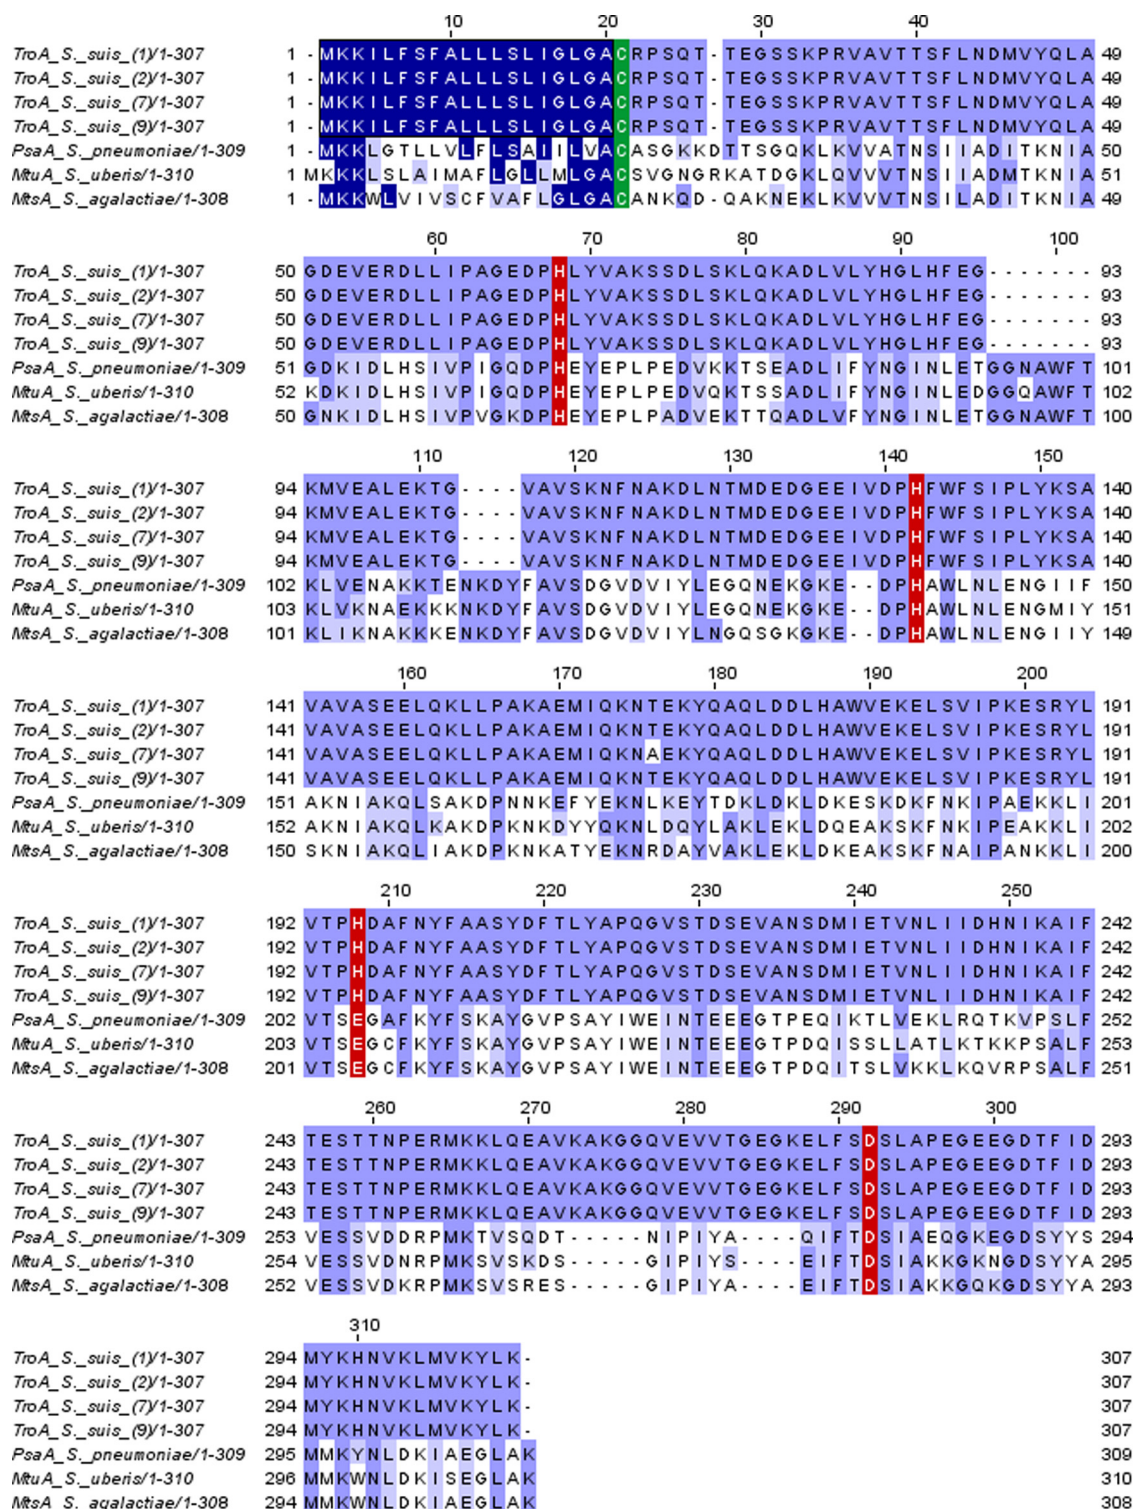 10 20 30 40
TroA_S._suis_(1)/1-307 1 -MKKILFSFALLLSLIGLGACRPSQT-TEGSSKPRVAVTTSFLNDMVYQLA 49
TroA_S._suis_(2)/1-307 1 -MKKILFSFALLLSLIGLGACRPSQT-TEGSSKPRVAVTTSFLNDMVYQLA 49
TroA_S._suis_(7)/1-307 1 -MKKILFSFALLLSLIGLGACRPSQT-TEGSSKPRVAVTTSFLNDMVYQLA 49
TroA_S._suis_(9)/1-307 1 -MKKILFSFALLLSLIGLGACRPSQT-TEGSSKPRVAVTTSFLNDMVYQLA 49
PsaA_S._pneumoniae/1-309 1 -MKKLGTLLVLFLSAIILVACASGKKDTTSGQKLKVVATNSIIADITKNIA 50
MtuA_S._uberis/1-310 1 MKKKLSLAIMAFLGLLMLGACSVGNGRKATDGKLQVVVTNSIIADMTKNIA 51
MtsA_S._agalactiae/1-308 1 -MKKWLVIVSCFVAFLGLGACANKQD-QAKNEKLKVVVTNSILADITKNIA 49
60 70 80 90 100
TroA_S._suis_(1)/1-307 50 GDEVERDLLIPAGEDPHLYVAKSSDLSKLQKADLVLYHGLHFEG------- 93
TroA_S._suis_(2)/1-307 50 GDEVERDLLIPAGEDPHLYVAKSSDLSKLQKADLVLYHGLHFEG------- 93
TroA_S._suis_(7)/1-307 50 GDEVERDLLIPAGEDPHLYVAKSSDLSKLQKADLVLYHGLHFEG------- 93
TroA_S._suis_(9)/1-307 50 GDEVERDLLIPAGEDPHLYVAKSSDLSKLQKADLVLYHGLHFEG------- 93
PsaA_S._pneumoniae/1-309 51 GDKIDLHSIVPIGQDPHEYEPLPEDVKKTSEADLIFYNGINLETGGNAWFT 101
MtuA_S._uberis/1-310 52 KDKIDLHSIVPIGQDPHEYEPLPEDVKKTSSADLIFYNGINLEDGGQAWFT 102
MtsA_S._agalactiae/1-308 50 GNKIDLHSIVPVGKDPHEYEPLPADVEKTTQADLVFYNGINLETGGNAWFT 100
110 120 130 140 150
TroA_S._suis_(1)/1-307 94 KMVEALEKTG----VAVSKNFNAKDLNTMDEDGEEIVDPHFWFSIPLYKSA 140
TroA_S._suis_(2)/1-307 94 KMVEALEKTG----VAVSKNFNAKDLNTMDEDGEEIVDPHFWFSIPLYKSA 140
TroA_S._suis_(7)/1-307 94 KMVEALEKTG----VAVSKNFNAKDLNTMDEDGEEIVDPHFWFSIPLYKSA 140
TroA_S._suis_(9)/1-307 94 KMVEALEKTG----VAVSKNFNAKDLNTMDEDGEEIVDPHFWFSIPLYKSA 140
PsaA_S._pneumoniae/1-309 102 KLVENAKKTENKDYFAVSDGVDVIYLEGQNEKGKE--DPHAWLNLENGIIF 150
MtuA_S._uberis/1-310 103 KLVKNAEKKKNKDYFAVSDGVDVIYLEGQNEKGKE--DPHAWLNLENGMIY 151
MtsA_S._agalactiae/1-308 101 KLIKNAKKKENKDYFAVSDGVDVIYLNGQSGKGKE--DPHAWLNLENGIIY 149
160 170 180 190 200
TroA_S._suis_(1)/1-307 141 VAVASEELQKLLPAKAEMIQKNTEKYQAQLDDLHAWVEKELSVIPKESRYL 191
TroA_S._suis_(2)/1-307 141 VAVASEELQKLLPAKAEMIQKNTEKYQAQLDDLHAWVEKELSVIPKESRYL 191
TroA_S._suis_(7)/1-307 141 VAVASEELQKLLPAKAEMIQKNAEKYQAQLDDLHAWVEKELSVIPKESRYL 191
TroA_S._suis_(9)/1-307 141 VAVASEELQKLLPAKAEMIQKNTEKYQAQLDDLHAWVEKELSVIPKESRYL 191
PsaA_S._pneumoniae/1-309 151 AKNIAKQLSAKDPNNKEFYEKNLKEYTDKLDKLDKESKDKFNKIPAEKKLI 201
MtuA_S._uberis/1-310 152 AKNIAKQLKAKDPKNKDYYQKNLDQYLAKLEKLDQEAKSKFNKIPEAKKLI 202
MtsA_S._agalactiae/1-308 150 SKNIAKQLIAKDPKNKATYEKNRDAYVAKLEKLDKEAKSKFNAIPANKKLI 200
210 220 230 240 250
TroA_S._suis_(1)/1-307 192 VTPHDAFNYFAASYDFTLYAPQGVSTDSEVANSDMIETVNLIIDHNIKAIF 242
TroA_S._suis_(2)/1-307 192 VTPHDAFNYFAASYDFTLYAPQGVSTDSEVANSDMIETVNLIIDHNIKAIF 242
TroA_S._suis_(7)/1-307 192 VTPHDAFNYFAASYDFTLYAPQGVSTDSEVANSDMIETVNLIIDHNIKAIF 242
TroA_S._suis_(9)/1-307 192 VTPHDAFNYFAASYDFTLYAPQGVSTDSEVANSDMIETVNLIIDHNIKAIF 242
PsaA_S._pneumoniae/1-309 202 VTSEGAFKYFSKAYGVPSAYIWEINTEEEGTPEQIKTLVEKLRQTKVPSLF 252
MtuA_S._uberis/1-310 203 VTSEGCFKYFSKAYGVPSAYIWEINTEEEGTPDQISSLLATLKTKKPSALF 253
MtsA_S._agalactiae/1-308 201 VTSEGCFKYFSKAYGVPSAYIWEINTEEEGTPDQITSLVKKLKQVRPSALF 251
260 270 280 290 300
TroA_S._suis_(1)/1-307 243 TESTTNPERMKKLQEAVKAKGGQVEVVTGEGKELFSDSLAPEGEEGDTFID 293
TroA_S._suis_(2)/1-307 243 TESTTNPERMKKLQEAVKAKGGQVEVVTGEGKELFSDSLAPEGEEGDTFID 293
TroA_S._suis_(7)/1-307 243 TESTTNPERMKKLQEAVKAKGGQVEVVTGEGKELFSDSLAPEGEEGDTFID 293
TroA_S._suis_(9)/1-307 243 TESTTNPERMKKLQEAVKAKGGQVEVVTGEGKELFSDSLAPEGEEGDTFID 293
PsaA_S._pneumoniae/1-309 253 VESSVDDRPMKTVSQDT-----NIPIYA----QIFTDSIAEQGKEGDSYYS 294
MtuA_S._uberis/1-310 254 VESSVDNRPMKSVSKDS-----GIPIYS----EIFTDSIAKKGKNGDSYYA 295
MtsA_S._agalactiae/1-308 252 VESSVDKRPMKSVSRES-----GIPIYA----EIFTDSIAKKGQKGDSYYA 293
310
TroA_S._suis_(1)/1-307 294 MYKHNVKLMVKYLK- 307
TroA_S._suis_(2)/1-307 294 MYKHNVKLMVKYLK- 307
TroA_S._suis_(7)/1-307 294 MYKHNVKLMVKYLK- 307
TroA_S._suis_(9)/1-307 294 MYKHNVKLMVKYLK- 307
PsaA_S._pneumoniae/1-309 295 MMKYNLDKIAEGLAK 309
MtuA_S._uberis/1-310 296 MMKWNLDKISEGLAK 310
MtsA_S._agalactiae/1-308 294 MMKWNLDKIAEGLAK 308